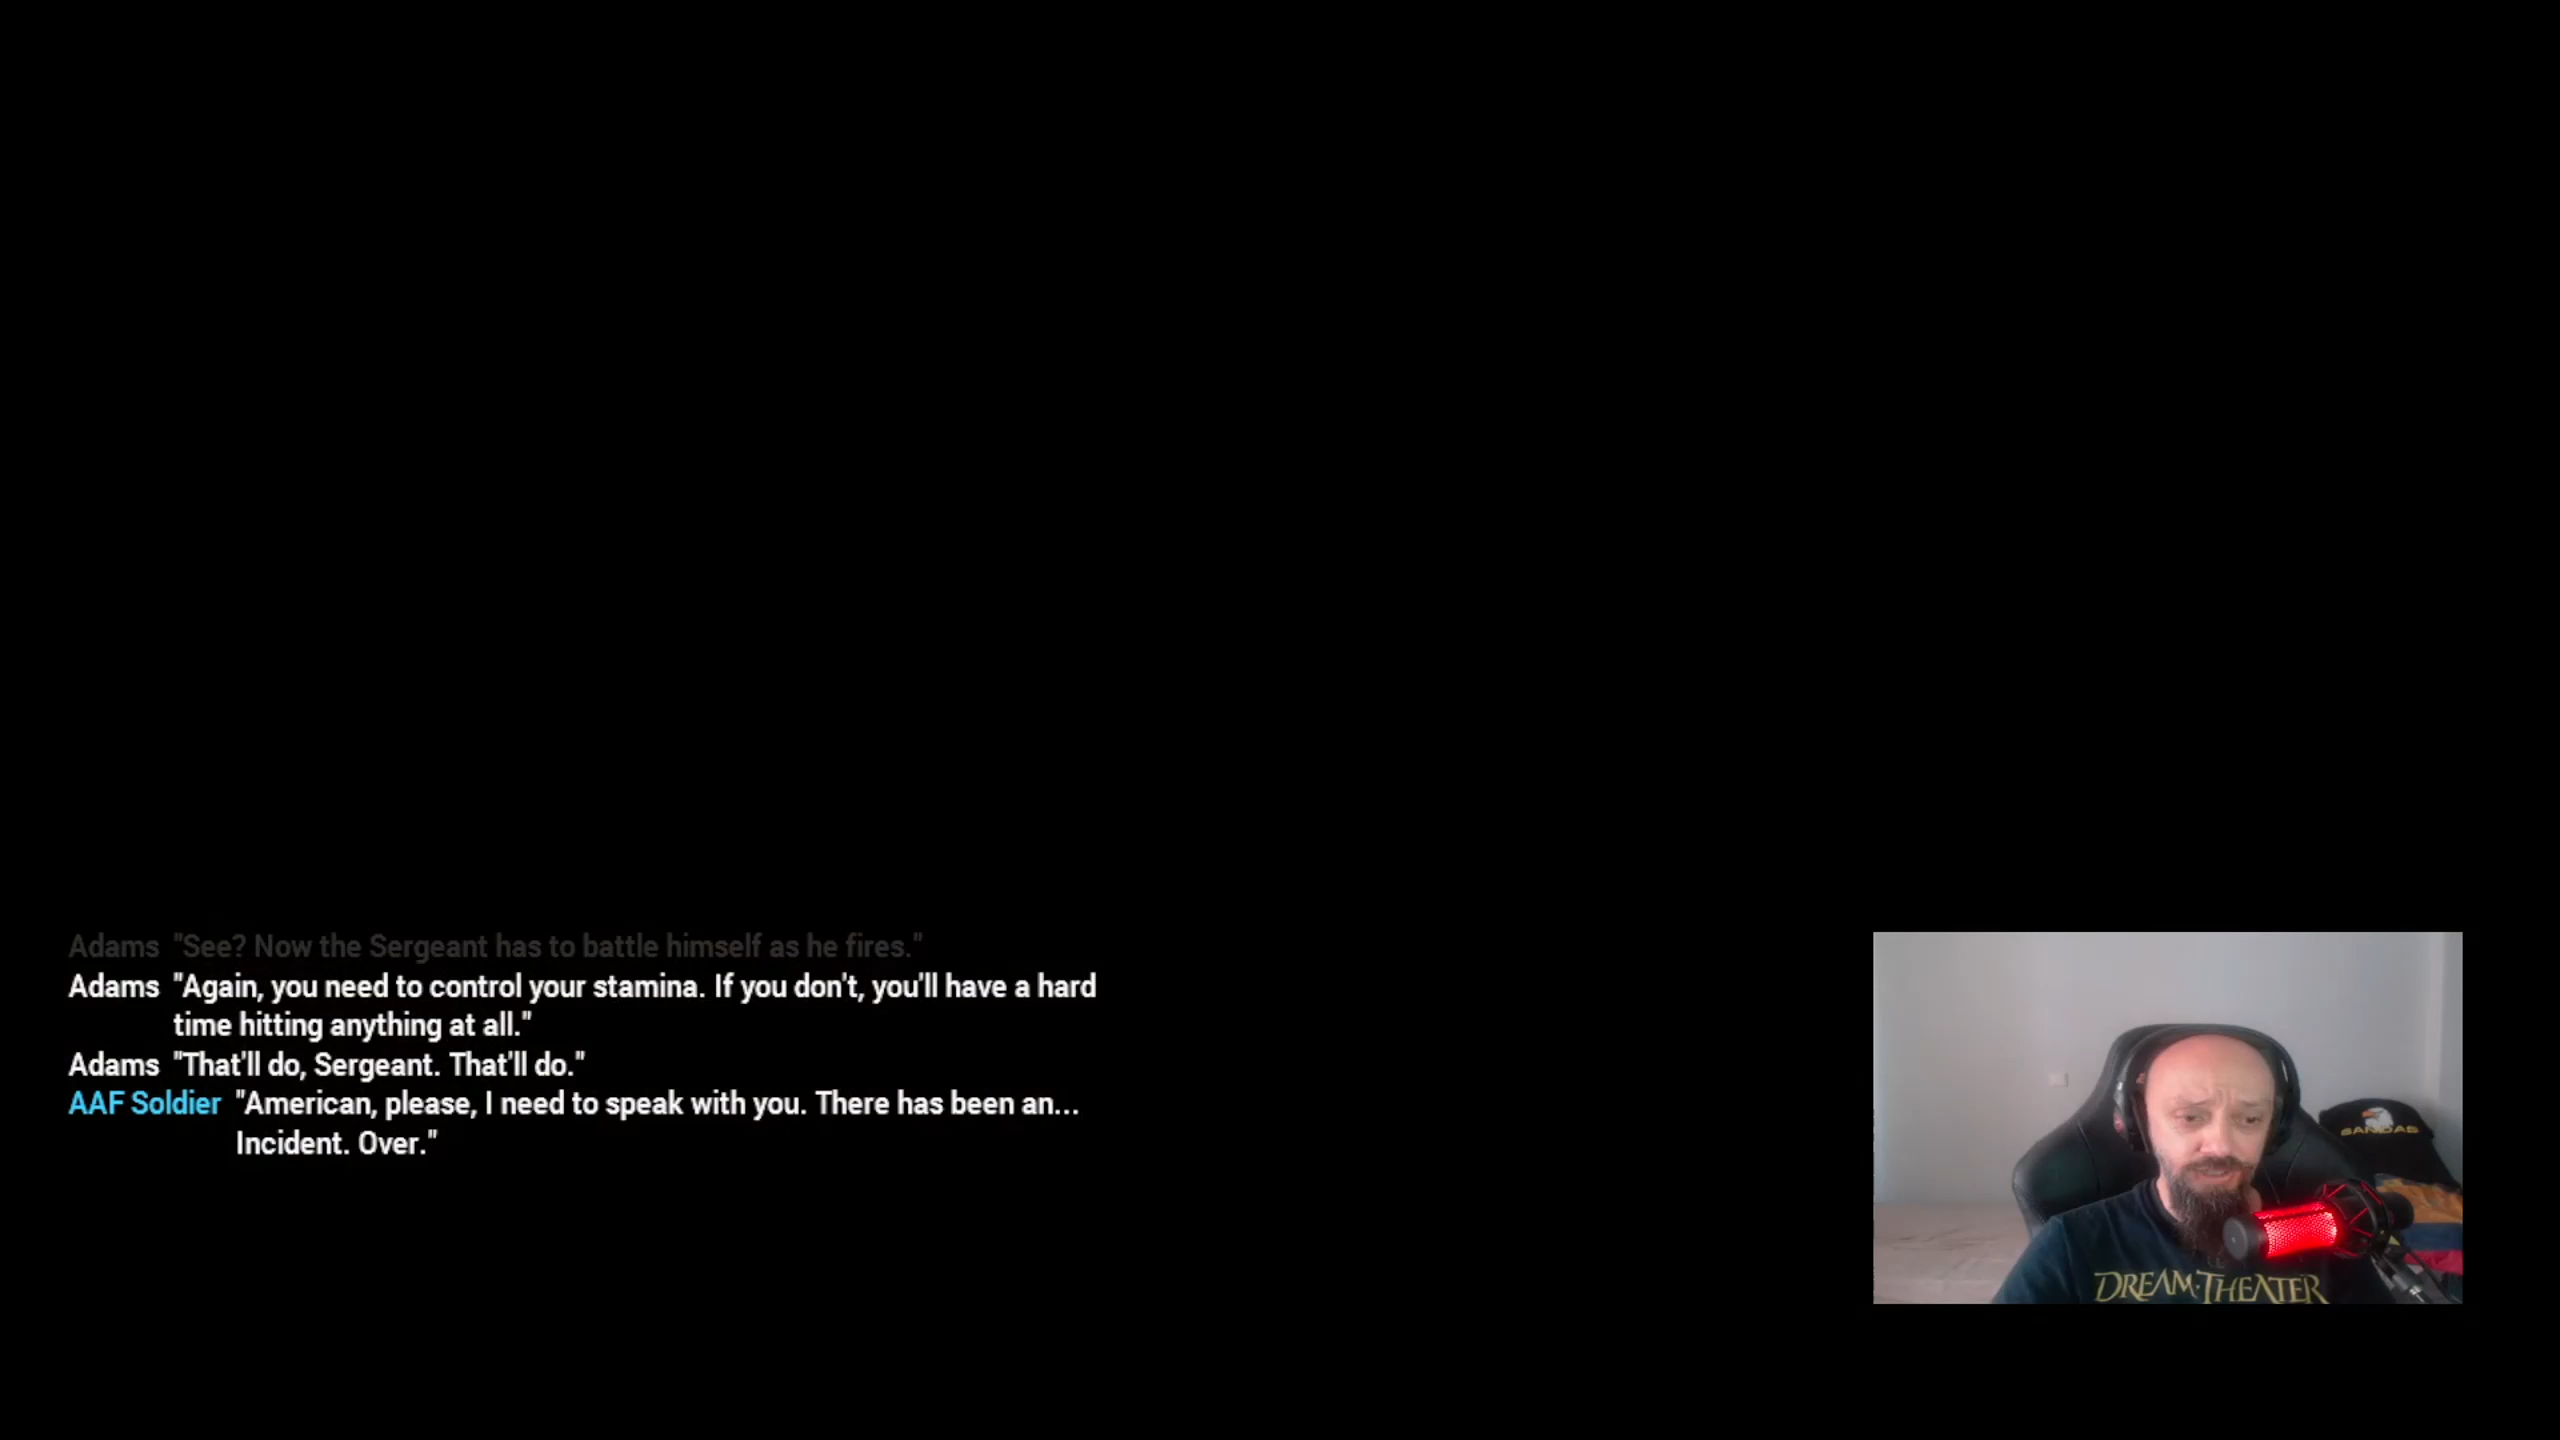 Adams "See? Now the Sergeant has to battle himself as he fires."
Adams "Again, you need to control your stamina. If you don't, you'll have a hard
time hitting anything at all."
Adams "That'll do, Sergeant. That'll do."
AAF Soldier "American, please, I need to speak with you. There has been an...
Incident. Over."
DREAM THEATER